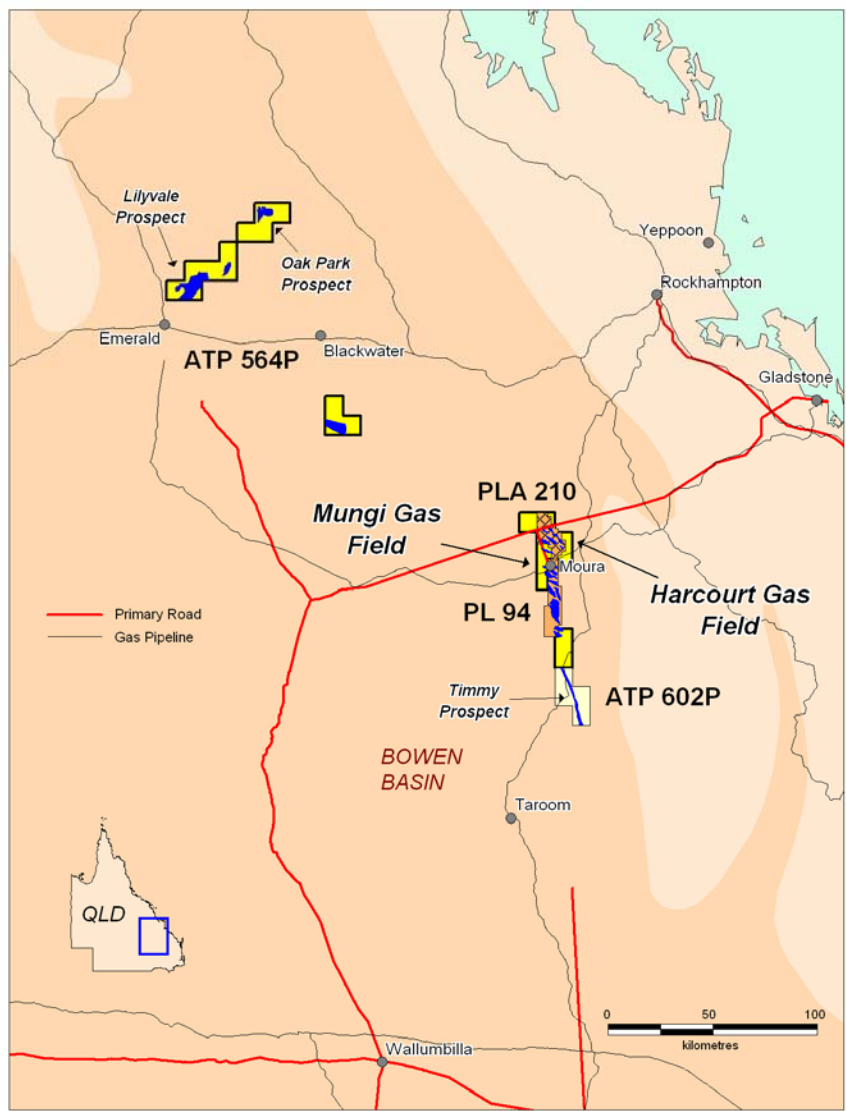 Lilyvale
Prospect
Oak Park
Prospect
Yeppoon
Rockhampton
Emerald
Blackwater
ATP 564P
Gladstone
PLA 210
Mungi Gas
Field
Moura
Harcourt Gas
Field
Primary Road
Gas Pipeline
PL 94
Timmy
Prospect
ATP 602P
BOWEN
BASIN
Taroom
QLD
0 50 100
kilometres
Wallumbilla